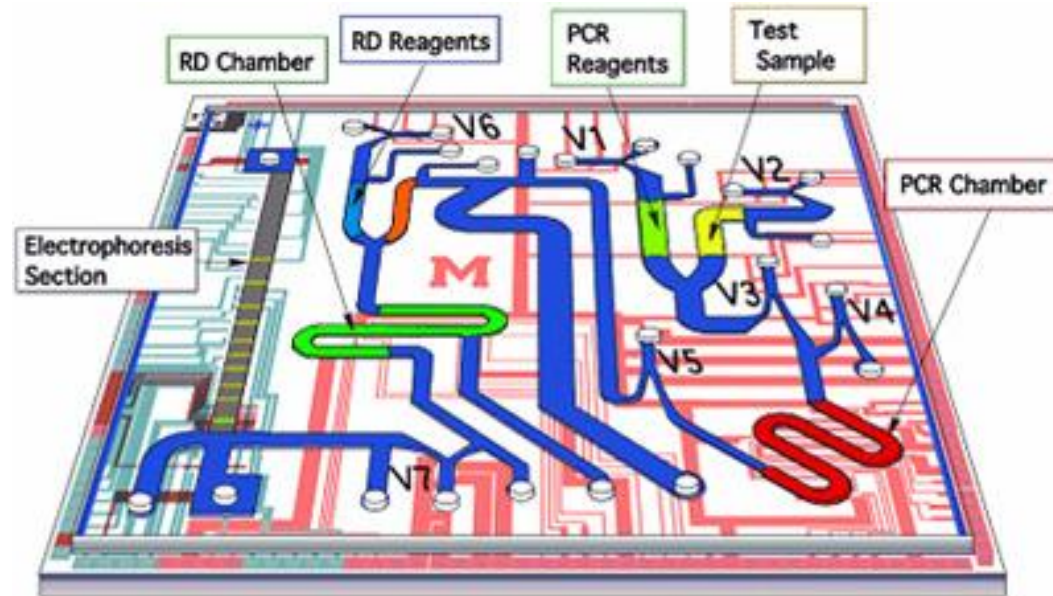 RD Reagents
PCR
Reagents
Test
Sample
RD Chamber
V6
V1
V2
PCR Chamber
Electrophoresis
Section
M
V3
V4
V5
V7